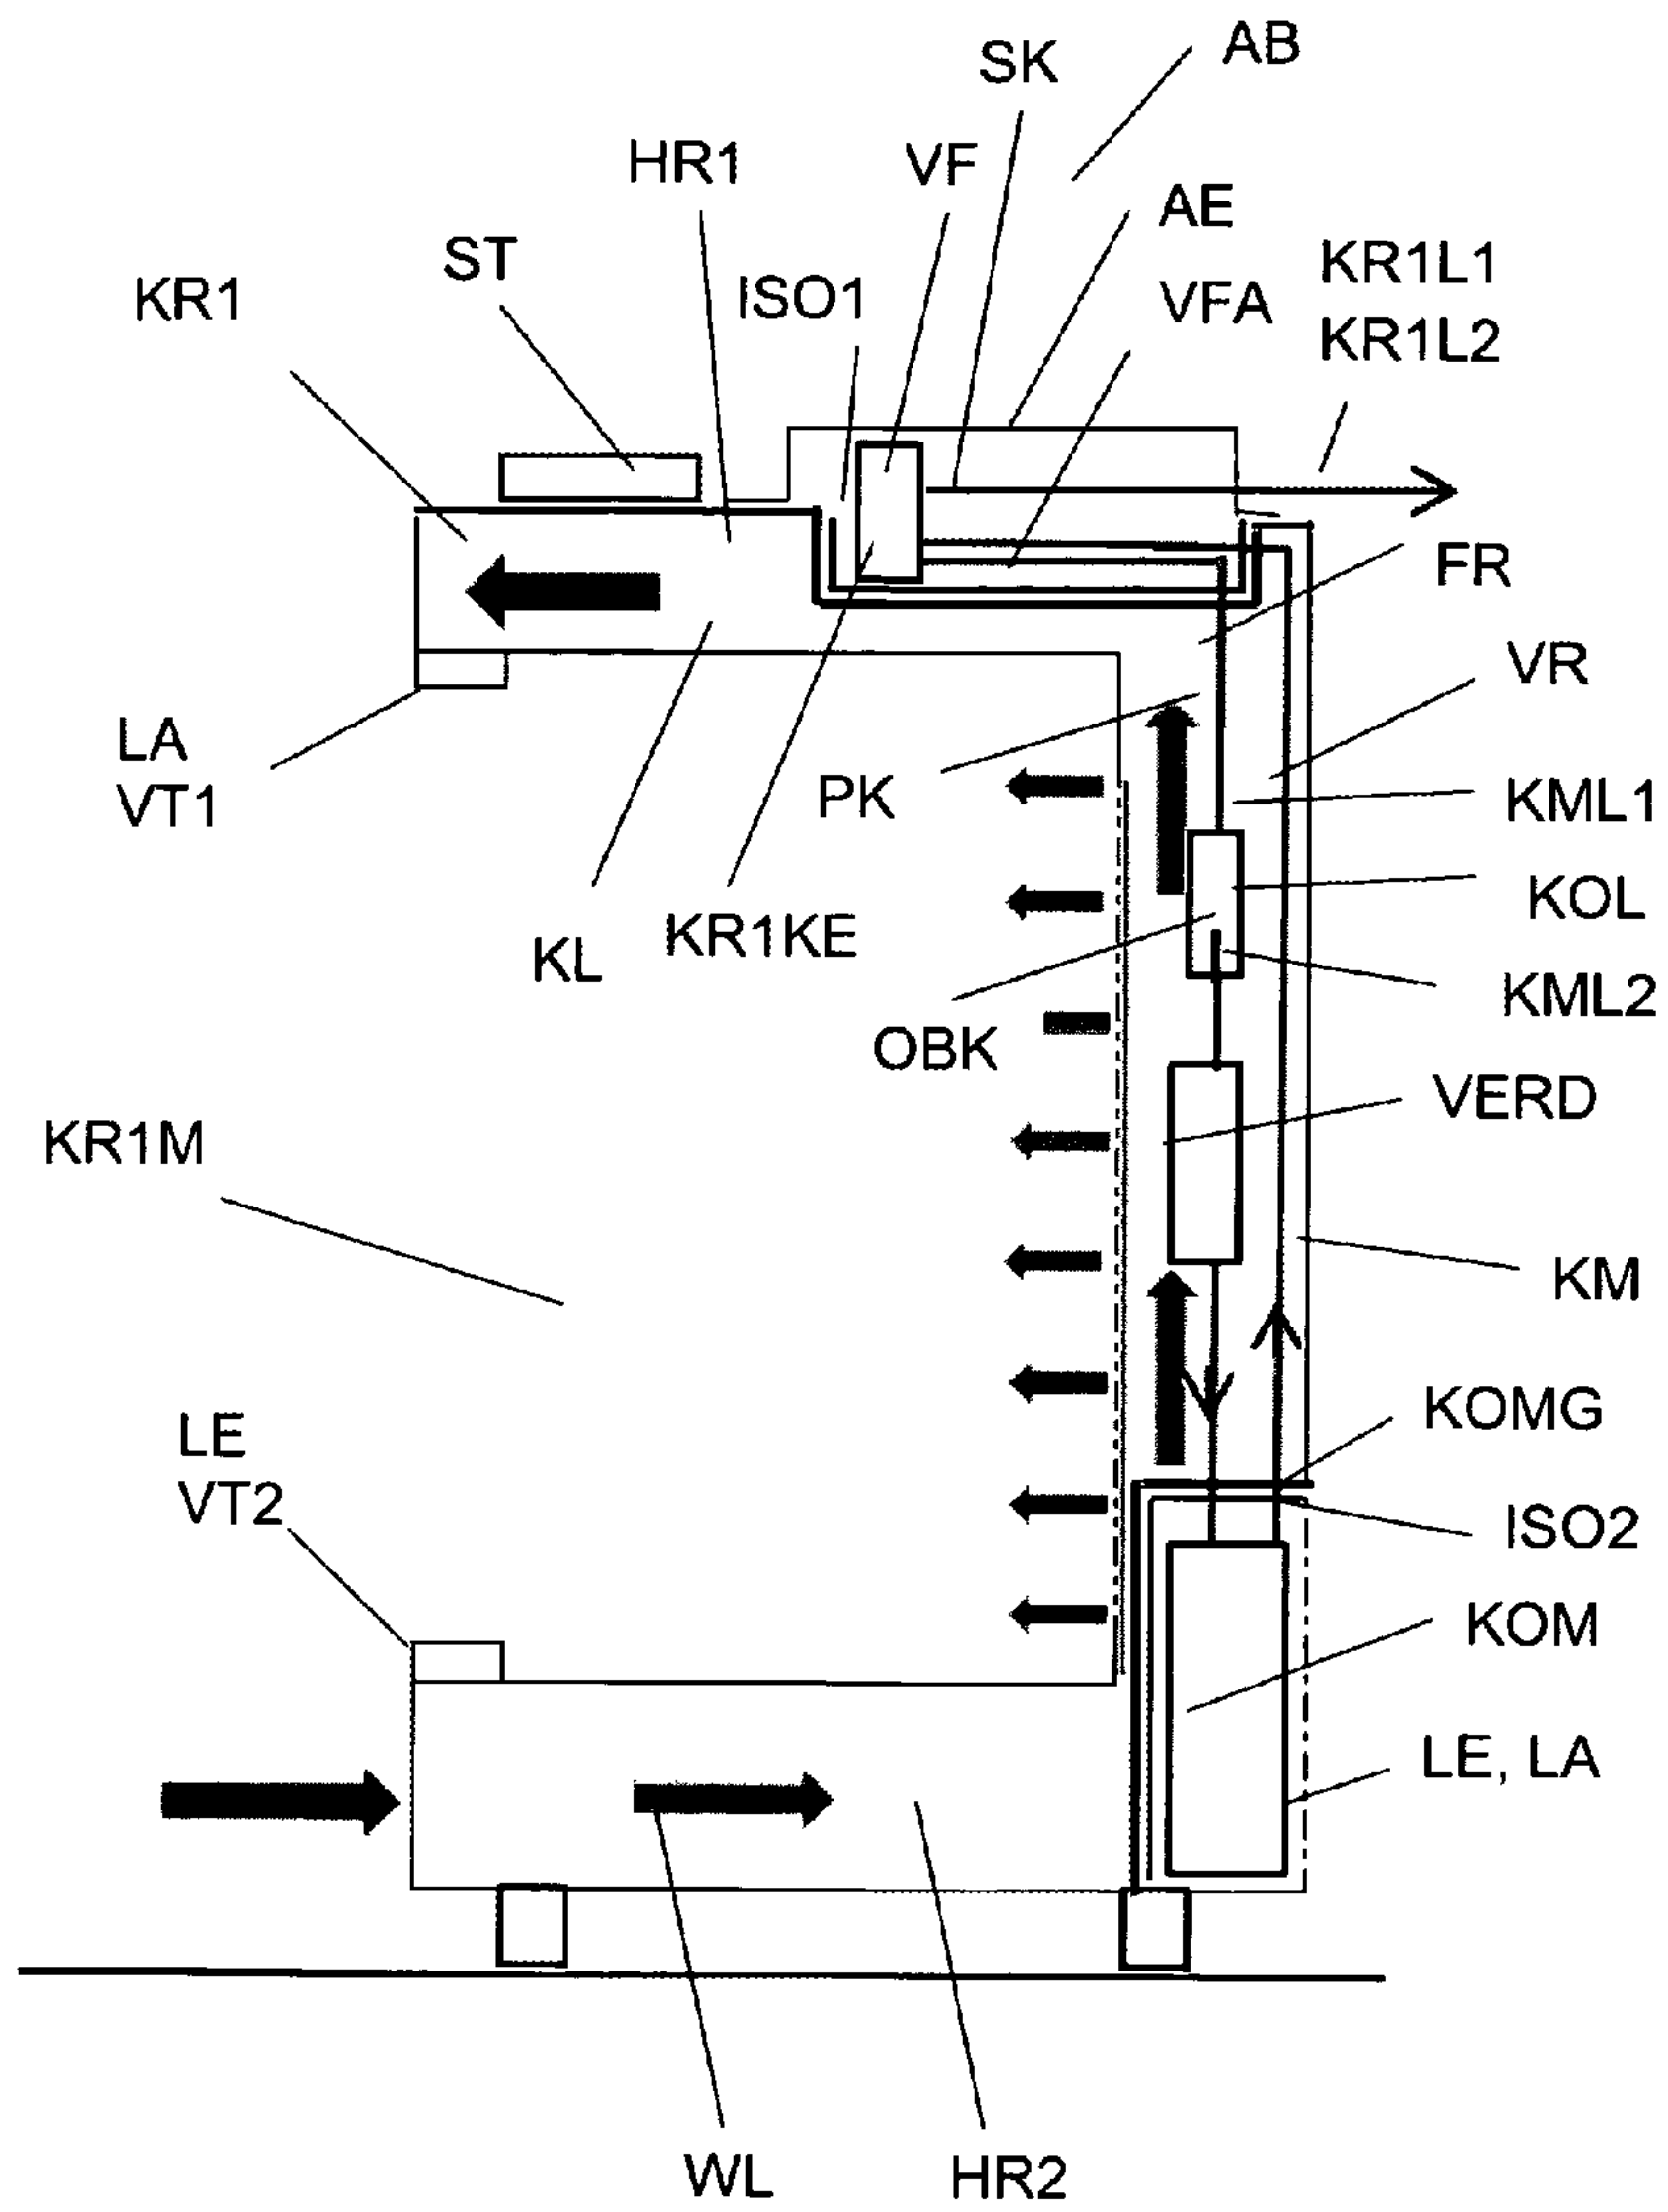 AB
SK
HR1
VF
AE
ST
KR1
ISO1
VFA
KR1L1
KR1L2
FR
VR
LA
VT1
PK
KML1
KOL
KL
KR1KE
KML2
OBK
VERD
KR1M
KM
KOMG
LE
VT2
ISO2
KOM
LE, LA
WL
HR2